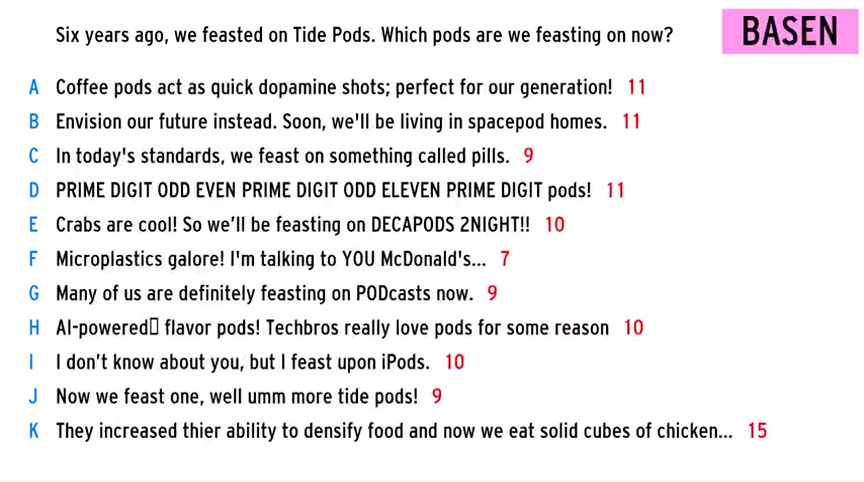 Six years ago, we feasted on Tide Pods. Which pods are we feasting on now?
BASEN
A Coffee pods act as quick dopamine shots; perfect for our generation! 11
B Envision our future instead. Soon, we'll be living in spacepod homes. 11
C In today's standards, we feast on something called pills. 9
D PRIME DIGIT ODD EVEN PRIME DIGIT ODD ELEVEN PRIME DIGIT pods! 11
E Crabs are cool! So we’ll be feasting on DECAPODS 2NIGHT!! 10
F Microplastics galore! I'm talking to YOU McDonald's... 7
G Many of us are definitely feasting on PODcasts now. 9
H AI-powered▯ flavor pods! Techbros really love pods for some reason 10
I I don’t know about you, but I feast upon iPods. 10
J Now we feast one, well umm more tide pods! 9
K They increased thier ability to densify food and now we eat solid cubes of chicken... 15